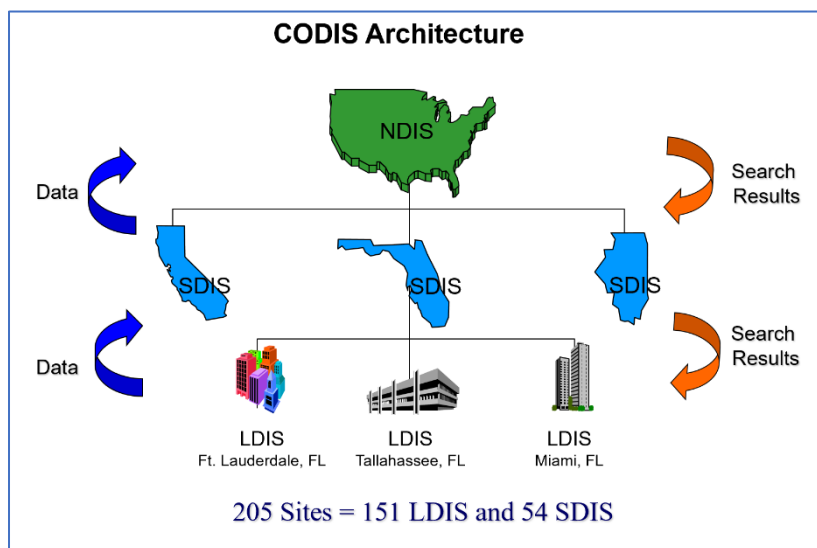 CODIS Architecture
NDIS
Data
Search
Results
SDIS
SDIS
SDIS
Data
Search
Results
LDIS
Ft. Lauderdale, FL
LDIS
Tallahassee, FL
LDIS
Miami, FL
205 Sites = 151 LDIS and 54 SDIS